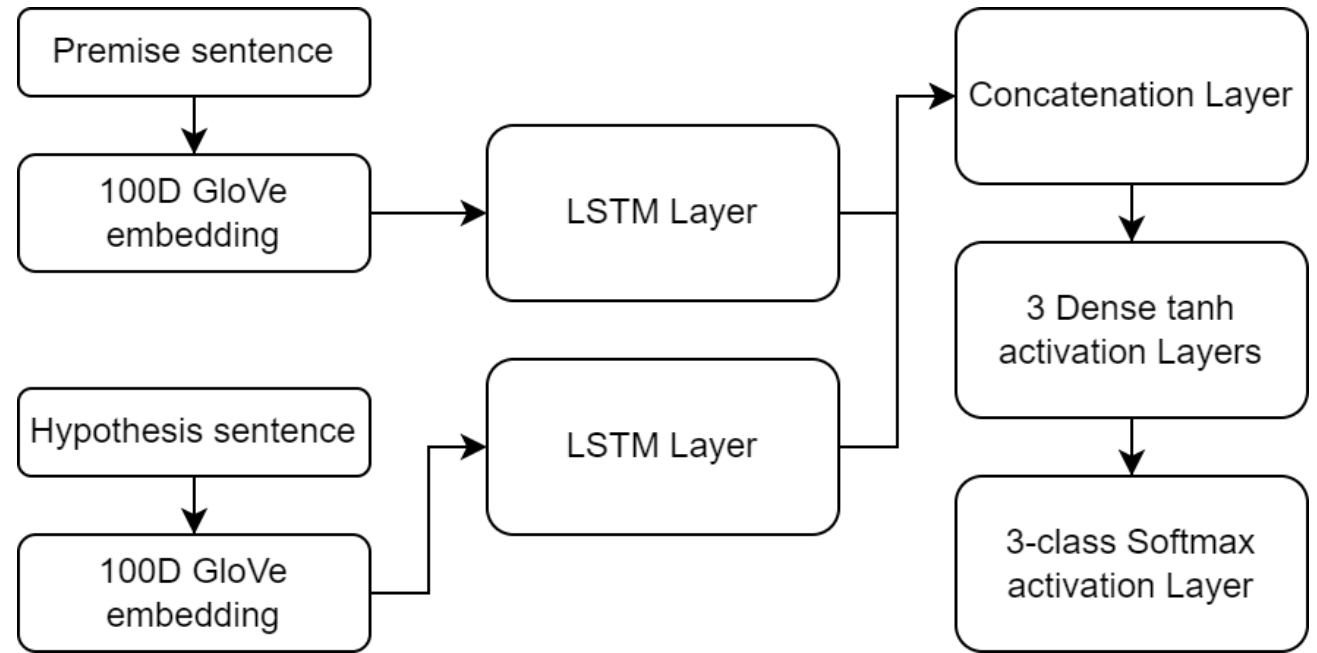 Premise sentence
100D GloVe
embedding
LSTM Layer
Hypothesis sentence
100D GloVe
embedding
LSTM Layer
Concatenation Layer
3 Dense tanh
activation Layers
3-class Softmax
activation Layer